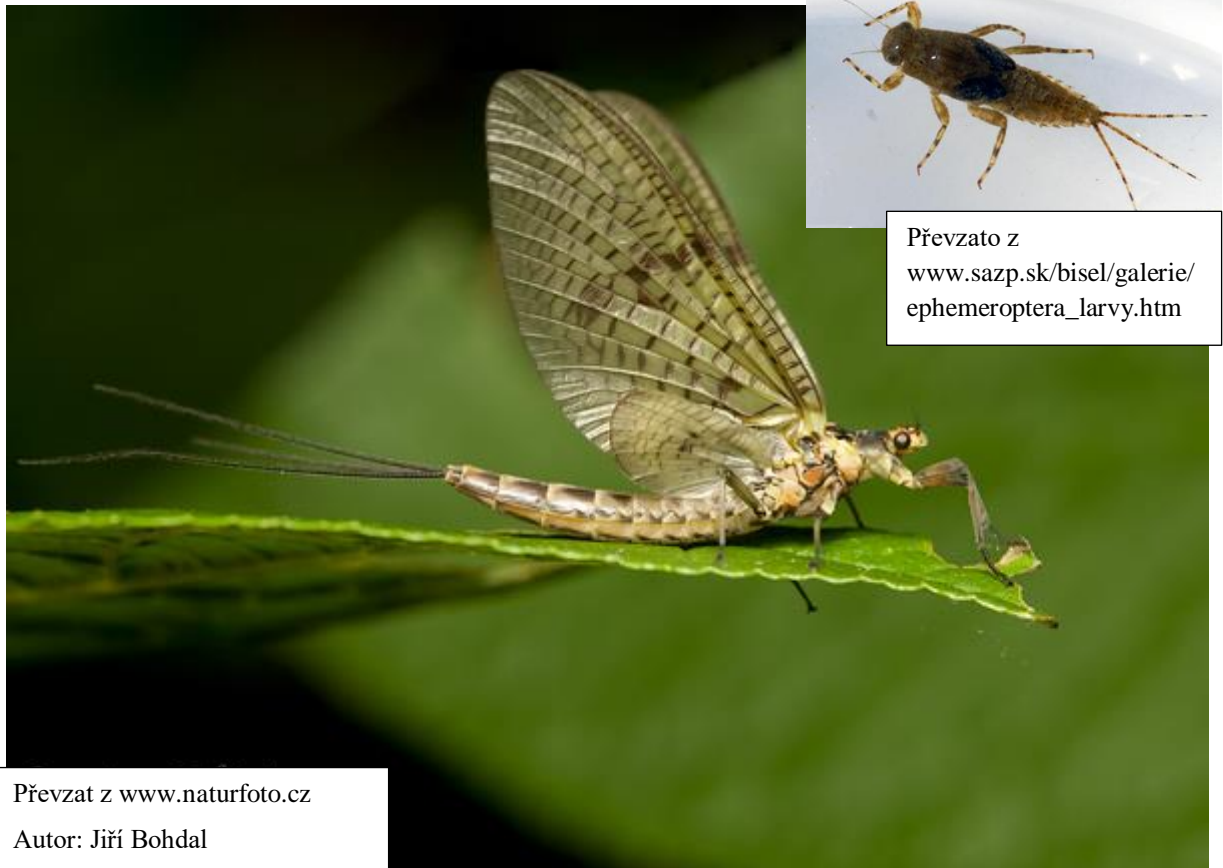 Převzato z
www.sazp.sk/bisel/galerie/
ephemeroptera_larvy.htm
Převzat z www.naturfoto.cz
Autor: Jiří Bohdal